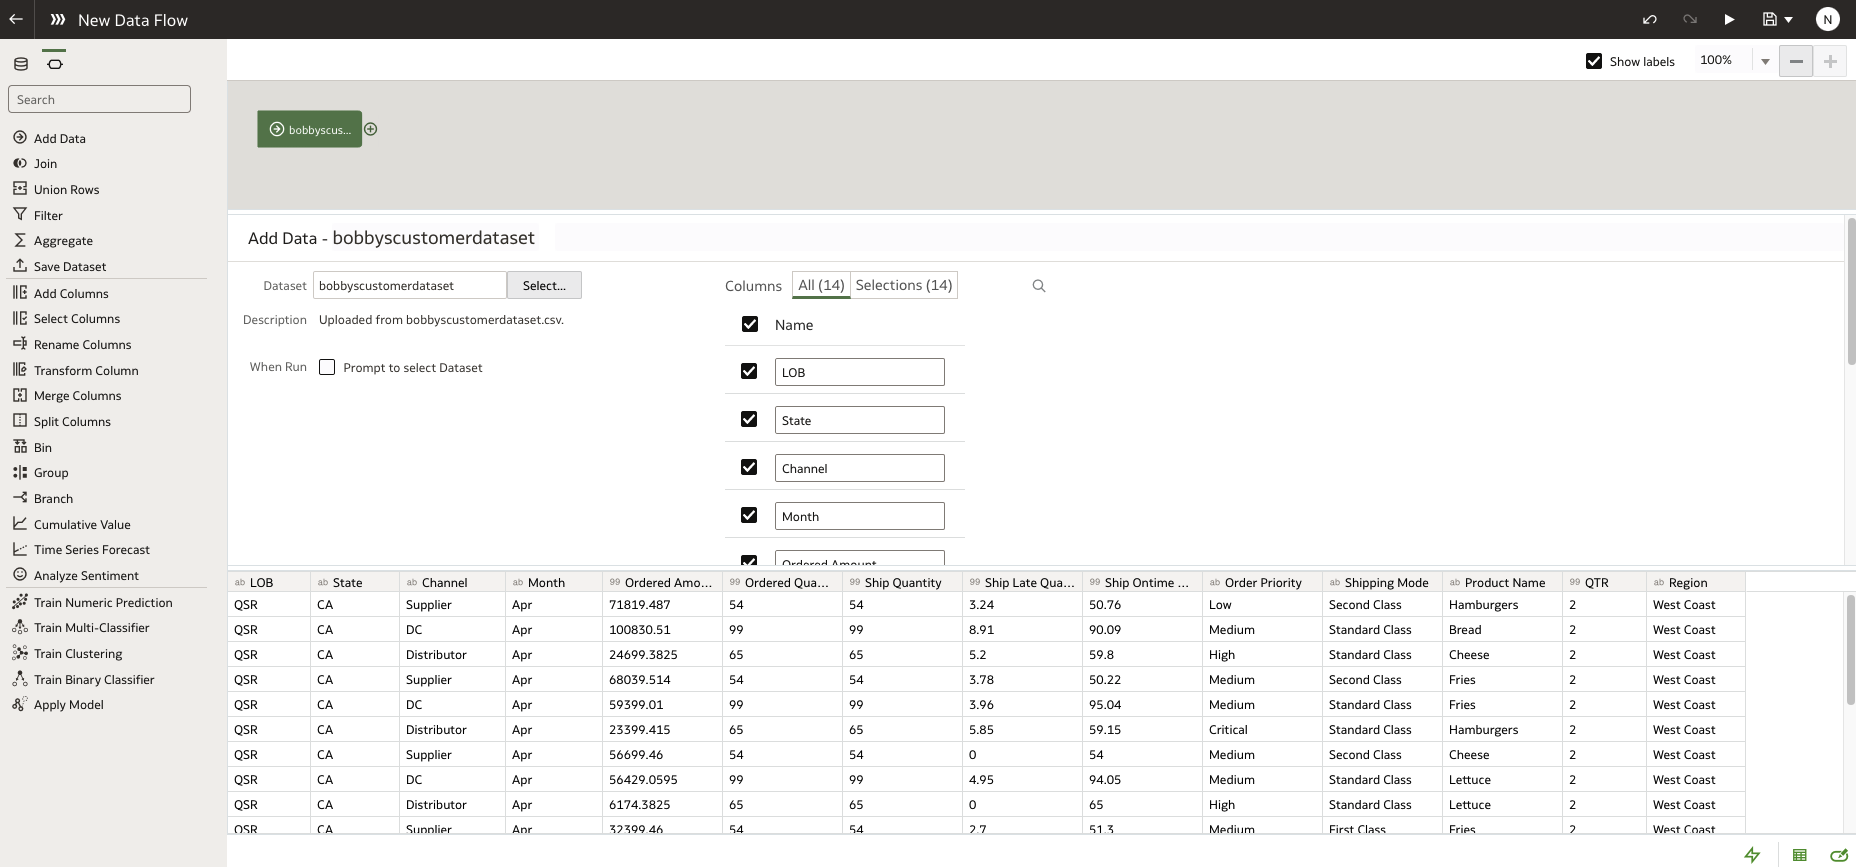 New Data Flow
N
Show labels
100%
Search
Add Data
Join
Union Rows
Filter
Aggregate
Save Dataset
Add Columns
Select Columns
Rename Columns
Transform Column
Merge Columns
Split Columns
Bin
Group
Branch
Cumulative Value
Time Series Forecast
Analyze Sentiment
Train Numeric Prediction
Train Multi-Classifier
Train Clustering
Train Binary Classifier
Apply Model
bobbyscus...
Add Data - bobbyscustomerdataset
Dataset bobbyscustomerdataset Select...
Description Uploaded from bobbyscustomerdataset.csv.
When Run Prompt to select Dataset
Columns All (14) Selections (14)
Name
LOB
State
Channel
Month
Ordered Amount
ab LOB ab State ab Channel ab Month 99 Ordered Amo... 99 Ordered Qua... 99 Ship Quantity 99 Ship Late Qua... 99 Ship Ontime ... ab Order Priority ab Shipping Mode ab Product Name 99 QTR ab Region
QSR CA Supplier Apr 71819.487 54 54 3.24 50.76 Low Second Class Hamburgers 2 West Coast
QSR CA DC Apr 100830.51 99 99 8.91 90.09 Medium Standard Class Bread 2 West Coast
QSR CA Distributor Apr 24699.3825 65 65 5.2 59.8 High Standard Class Cheese 2 West Coast
QSR CA Supplier Apr 68039.514 54 54 3.78 50.22 Medium Second Class Fries 2 West Coast
QSR CA DC Apr 59399.01 99 99 3.96 95.04 Medium Standard Class Fries 2 West Coast
QSR CA Distributor Apr 23399.415 65 65 5.85 59.15 Critical Standard Class Hamburgers 2 West Coast
QSR CA Supplier Apr 56699.46 54 54 0 54 Medium Second Class Cheese 2 West Coast
QSR CA DC Apr 56429.0595 99 99 4.95 94.05 Medium Standard Class Lettuce 2 West Coast
QSR CA Distributor Apr 6174.3825 65 65 0 65 High Standard Class Lettuce 2 West Coast
QSR CA Supplier Apr 32399.46 54 54 2.7 51.3 Medium First Class Fries 2 West Coast